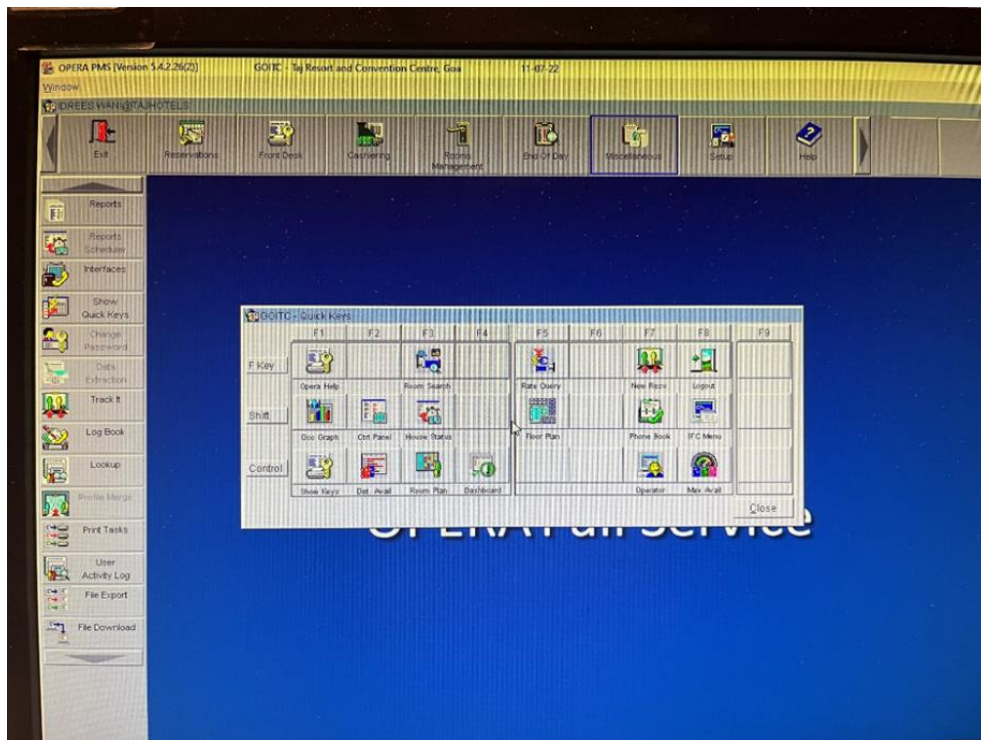 OPERA PMS [Version 5.4.2.26(Z)] GOITC - Taj Resort and Convention Centre, Goa 11-07-22
Window
IDREES.WANI@TAJHOTELS
Exit Reservations Front Desk Cashiering Rooms Management End Of Day Miscellaneous Setup Help
Reports
Reports Scheduler
Interfaces
Show Quick Keys
Change Password
Data Extraction
Track It
Log Book
Lookup
Profile Merge
Print Tasks
User Activity Log
File Export
File Download
GOITC - Quick Keys
F1 F2 F3 F4 F5 F6 F7 F8 F9
F Key
Opera Help Room Search Rate Query New Resv Logout
Shift
Occ Graph Ctrl Panel House Status Floor Plan Phone Book IFC Menu
Control
Show Keys Det. Avail Room Plan Dashboard Operator Max Avail
Close
OPERA Full Service